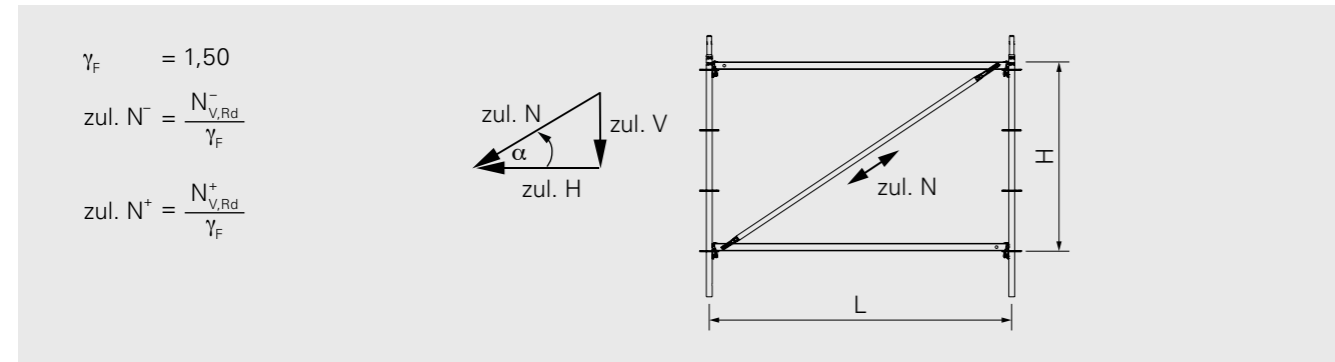 γF = 1,50
zul. N⁻ = N⁻V,Rd / γF
zul. N⁺ = N⁺V,Rd / γF
zul. N
zul. V
α
zul. H
zul. N
H
L